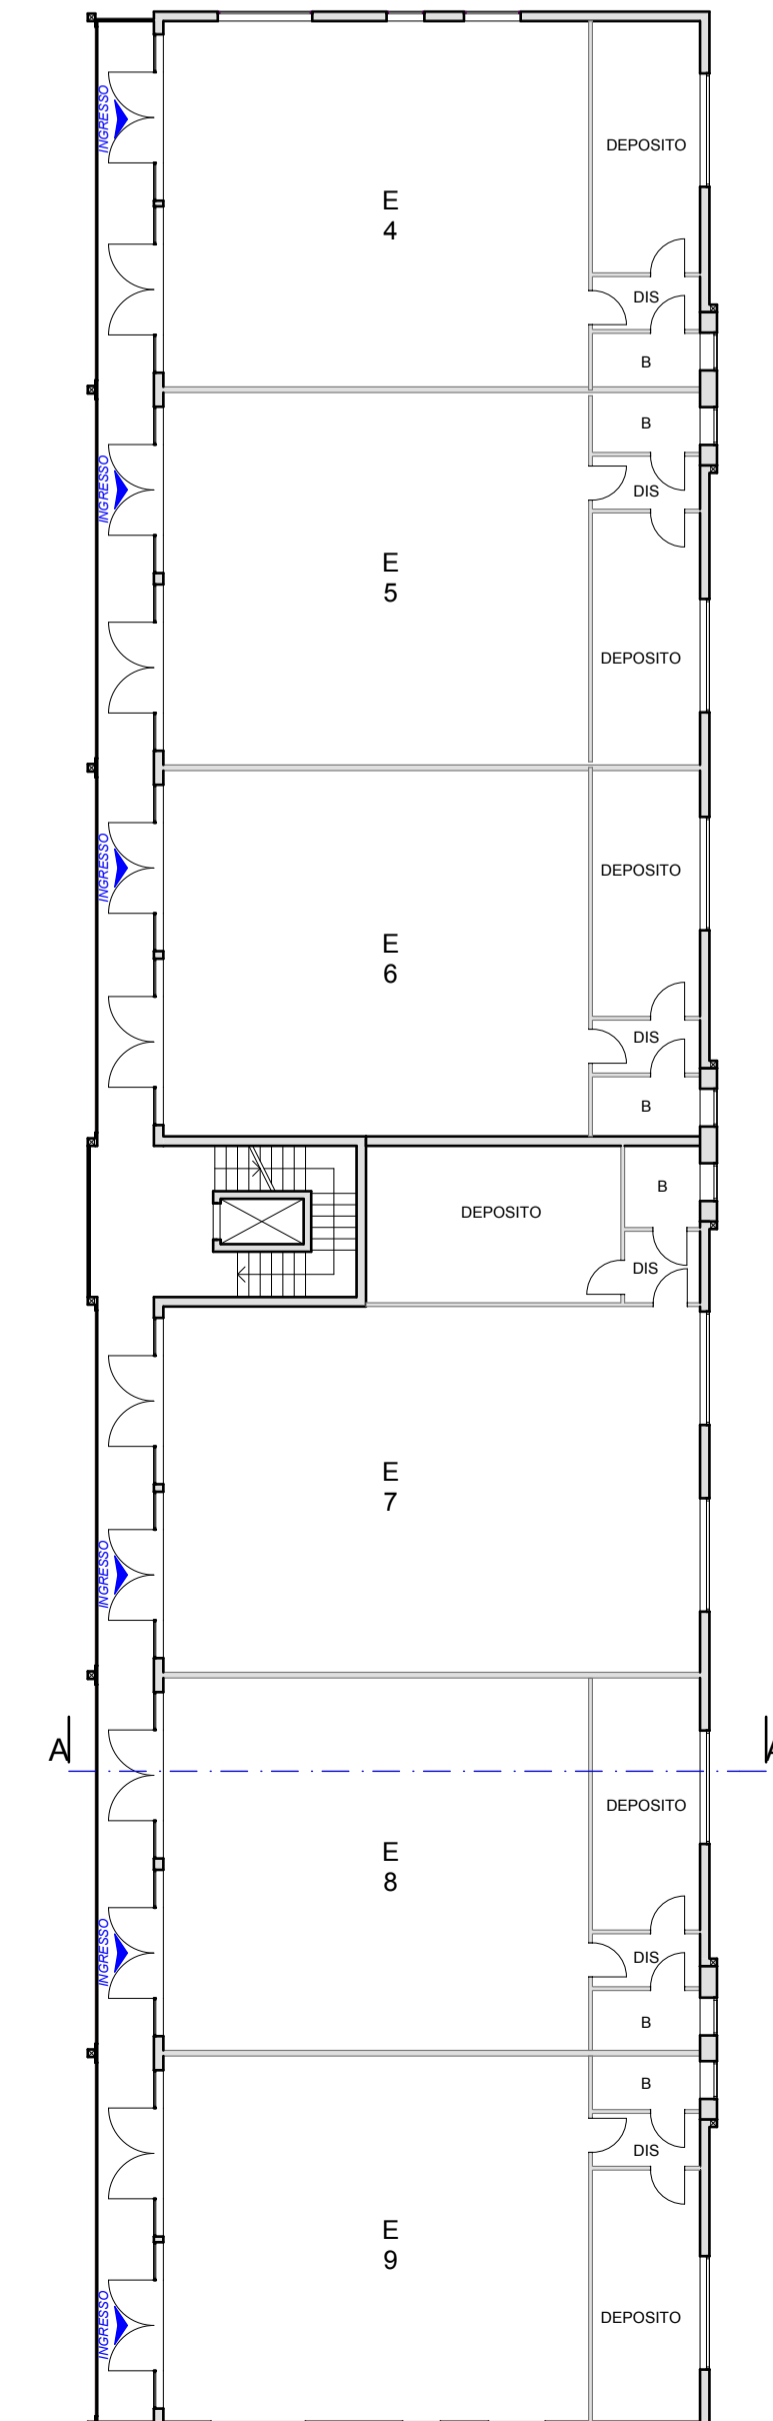 INGRESSO
DEPOSITO
E
4
DIS
B
B
INGRESSO
DIS
E
5
DEPOSITO
INGRESSO
DEPOSITO
E
6
DIS
B
B
DEPOSITO
DIS
E
7
INGRESSO
A
A
DEPOSITO
E
8
INGRESSO
DIS
B
B
DIS
E
9
INGRESSO
DEPOSITO